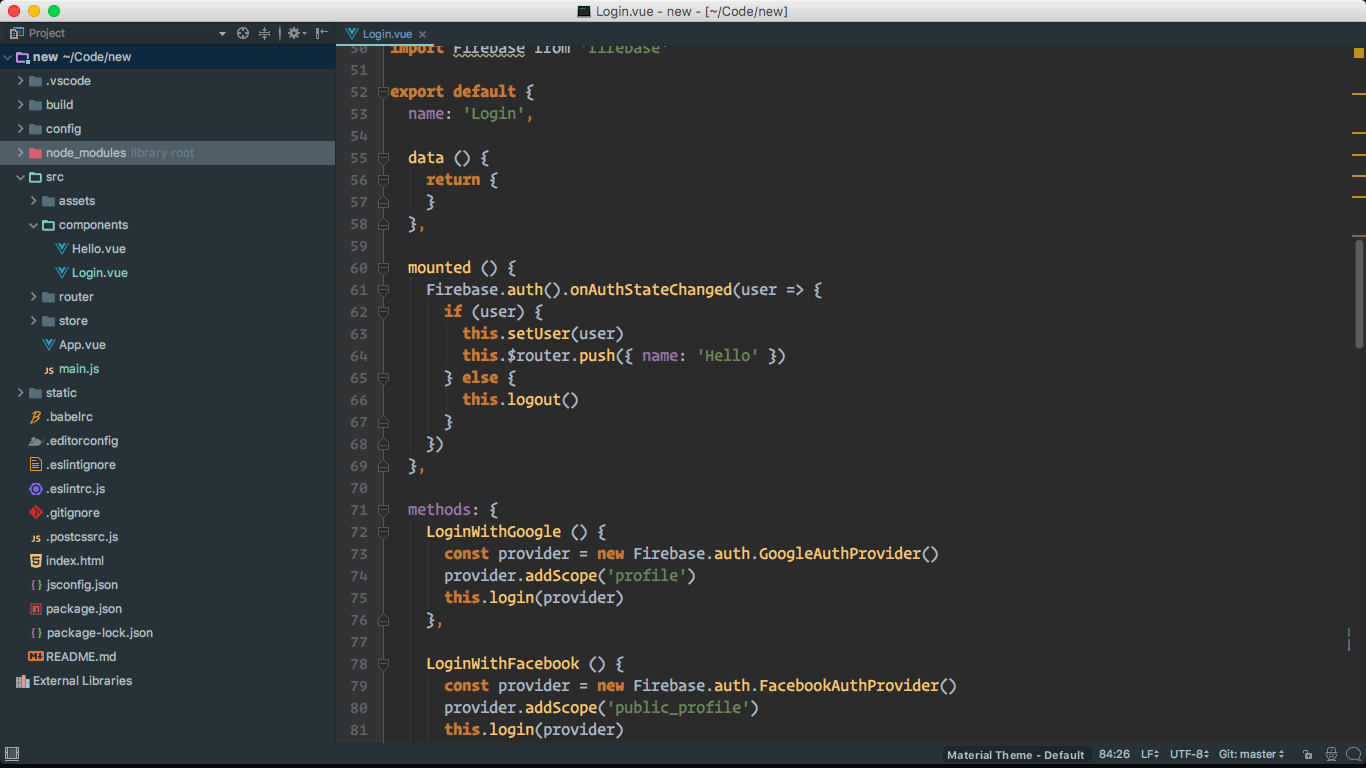 Login.vue - new - [~/Code/new]
Project
Login.vue
new ~/Code/new
.vscode
build
config
node_modules library root
src
assets
components
Hello.vue
Login.vue
router
store
App.vue
main.js
static
.babelrc
.editorconfig
.eslintignore
.eslintrc.js
.gitignore
.postcssrc.js
index.html
jsconfig.json
package.json
package-lock.json
README.md
External Libraries
50 import Firebase from 'firebase'
51
52 export default {
53   name: 'Login',
54
55   data () {
56     return {
57     }
58   },
59
60   mounted () {
61     Firebase.auth().onAuthStateChanged(user => {
62       if (user) {
63         this.setUser(user)
64         this.$router.push({ name: 'Hello' })
65       } else {
66         this.logout()
67       }
68     })
69   },
70
71   methods: {
72     LoginWithGoogle () {
73       const provider = new Firebase.auth.GoogleAuthProvider()
74       provider.addScope('profile')
75       this.login(provider)
76     },
77
78     LoginWithFacebook () {
79       const provider = new Firebase.auth.FacebookAuthProvider()
80       provider.addScope('public_profile')
81       this.login(provider)
Material Theme - Default 84:26 LF UTF-8 Git: master